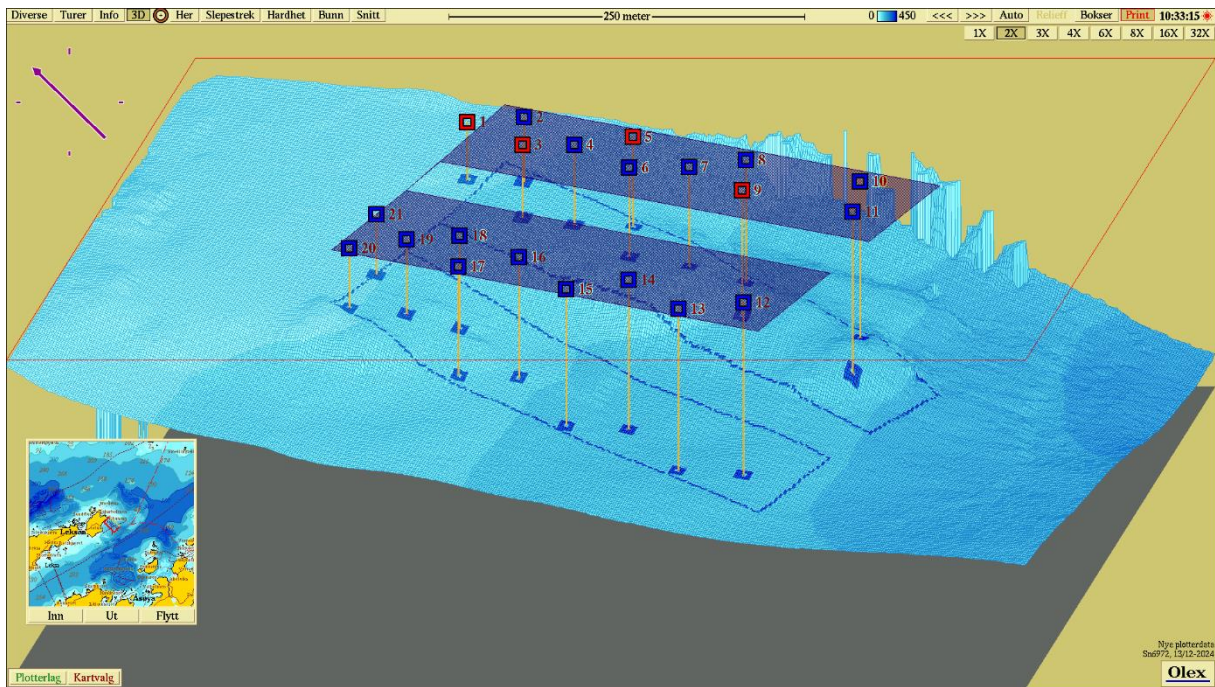 Diverse Turer Info 3D Her Slepestrek Hardhet Bunn Snitt 250 meter 0 450 <<< >>> Auto Relieff Bokser Print 10:33:15
1X 2X 3X 4X 6X 8X 16X 32X
1 2
3 4 5
6 7 8
9 10
11
21
20 19 18
17 16
15 14
13 12
Leksa
Asøya
Inn Ut Flytt
Nye plotterdata
Sn6972, 13/12-2024
Plotterlag Kartvalg
Olex